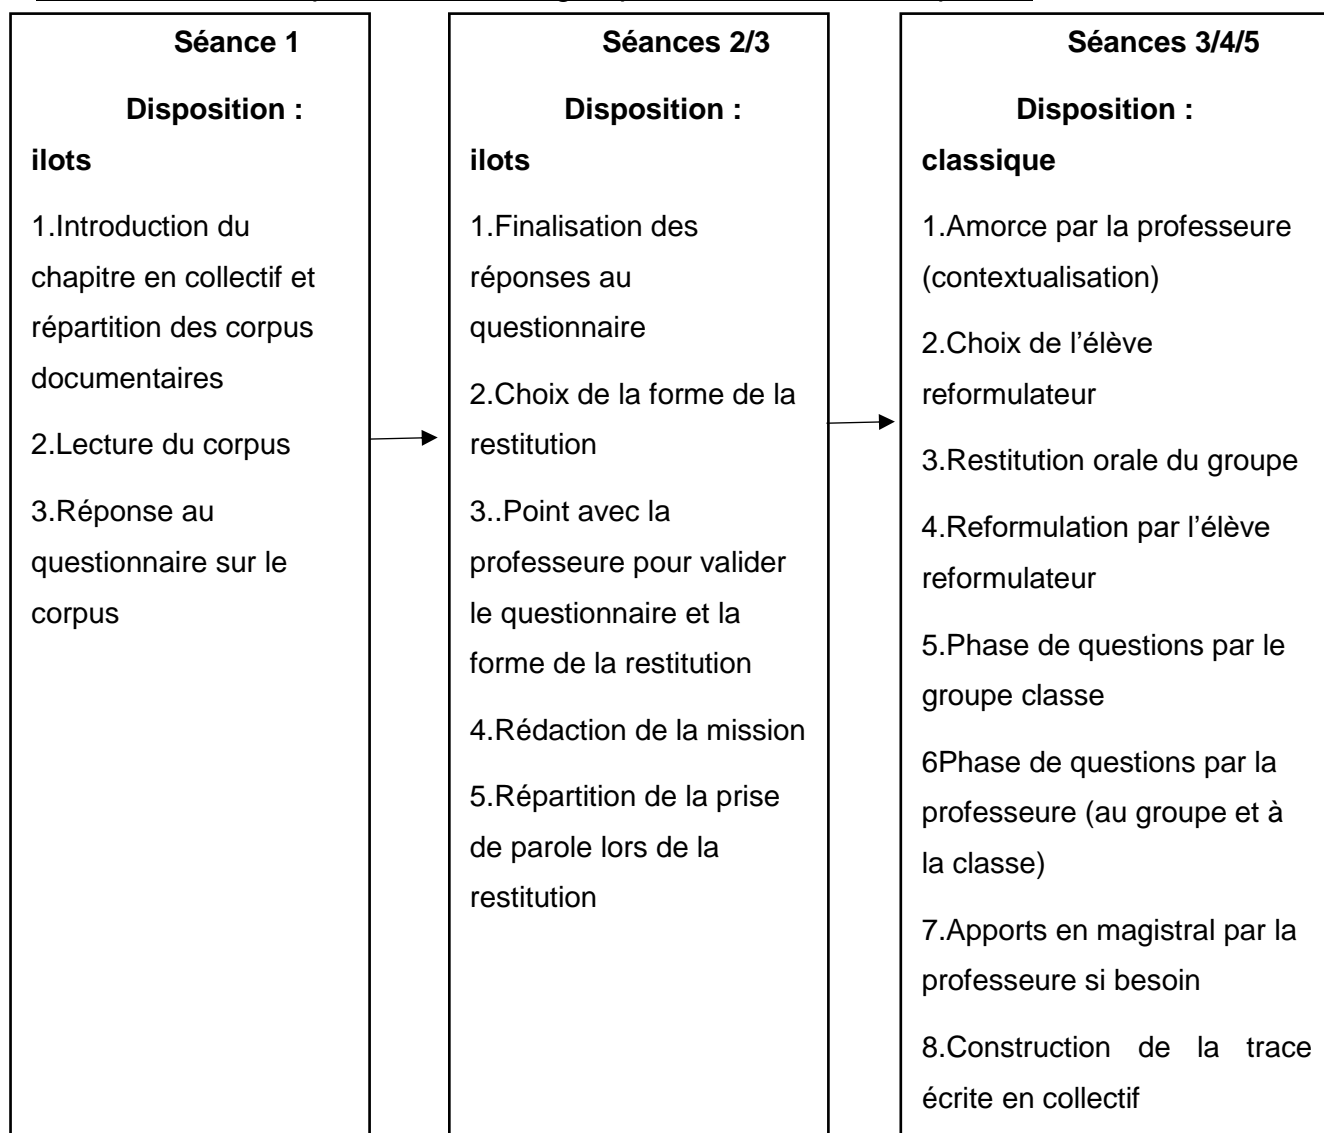 Séance 1
Disposition :
ilots
1.Introduction du
chapitre en collectif et
répartition des corpus
documentaires
2.Lecture du corpus
3.Réponse au
questionnaire sur le
corpus
Séances 2/3
Disposition :
ilots
1.Finalisation des
réponses au
questionnaire
2.Choix de la forme de la
restitution
3..Point avec la
professeure pour valider
le questionnaire et la
forme de la restitution
4.Rédaction de la mission
5.Répartition de la prise
de parole lors de la
restitution
Séances 3/4/5
Disposition :
classique
1.Amorce par la professeure
(contextualisation)
2.Choix de l’élève
reformulateur
3.Restitution orale du groupe
4.Reformulation par l’élève
reformulateur
5.Phase de questions par le
groupe classe
6Phase de questions par la
professeure (au groupe et à
la classe)
7.Apports en magistral par la
professeure si besoin
8.Construction de la trace
écrite en collectif